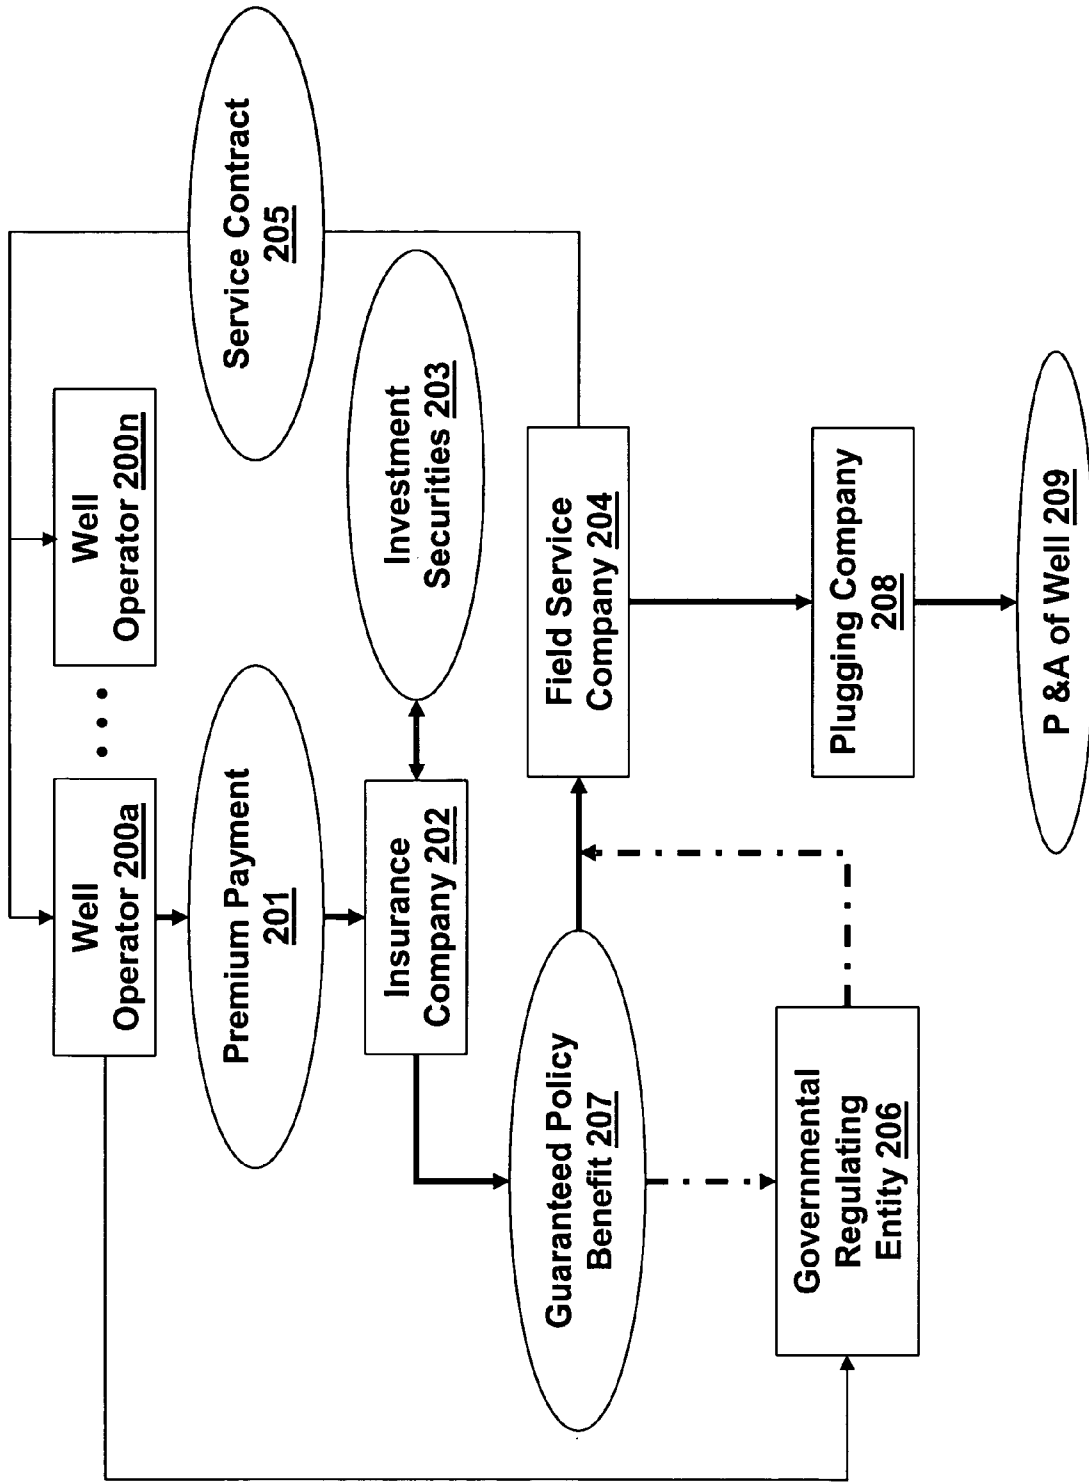 Well
Operator 200a
• • •
Well
Operator 200n
Premium Payment
201
Service Contract
205
Insurance
Company 202
Investment
Securities 203
Guaranteed Policy
Benefit 207
Field Service
Company 204
Governmental
Regulating
Entity 206
Plugging Company
208
P &A of Well 209